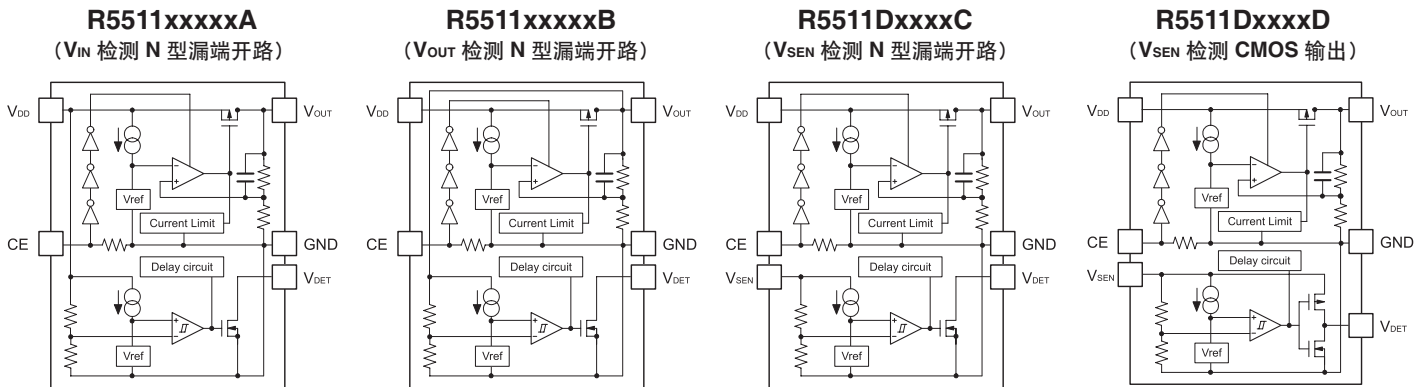 R5511xxxxxA
（VIN 检测 N 型漏端开路）
VDD
VOUT
Vref
Current Limit
CE
GND
Delay circuit
VDET
Vref
R5511xxxxxB
（VOUT 检测 N 型漏端开路）
VDD
VOUT
Vref
Current Limit
CE
GND
Delay circuit
VDET
Vref
R5511DxxxxC
（VSEN 检测 N 型漏端开路）
VDD
VOUT
Vref
Current Limit
CE
GND
Delay circuit
VSEN
VDET
Vref
R5511DxxxxD
（VSEN 检测 CMOS 输出）
VDD
VOUT
Vref
Current Limit
CE
GND
Delay circuit
VSEN
VDET
Vref